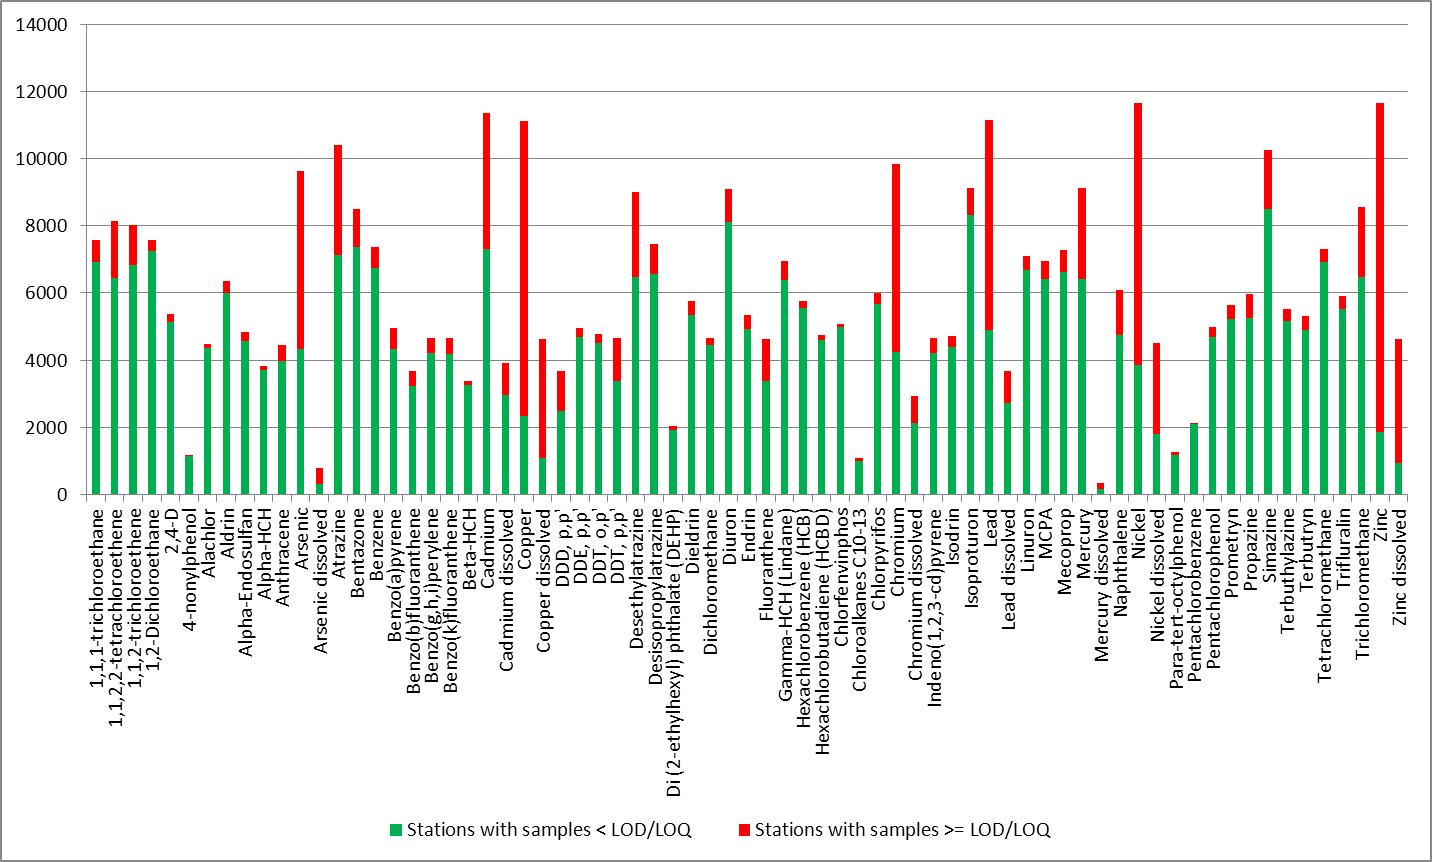 14000
12000
10000
8000
6000
4000
2000
0
1,1,1-trichloroethane
1,1,2,2-tetrachloroethene
1,1,2-trichloroethene
1,2-Dichloroethane
2,4-D
4-nonylphenol
Alachlor
Aldrin
Alpha-Endosulfan
Alpha-HCH
Anthracene
Arsenic
Arsenic dissolved
Atrazine
Bentazone
Benzene
Benzo(a)pyrene
Benzo(b)fluoranthene
Benzo(g,h,i)perylene
Benzo(k)fluoranthene
Beta-HCH
Cadmium
Cadmium dissolved
Copper
Copper dissolved
DDD, p,p'
DDE, p,p'
DDT, o,p'
DDT, p,p'
Desethylatrazine
Desisopropylatrazine
Di (2-ethylhexyl) phthalate (DEHP)
Dieldrin
Dichloromethane
Diuron
Endrin
Fluoranthene
Gamma-HCH (Lindane)
Hexachlorobenzene (HCB)
Hexachlorobutadiene (HCBD)
Chlorfenvinphos
Chloroalkanes C10-13
Chlorpyrifos
Chromium
Chromium dissolved
Indeno(1,2,3-cd)pyrene
Isodrin
Isoproturon
Lead
Lead dissolved
Linuron
MCPA
Mecoprop
Mercury
Mercury dissolved
Naphthalene
Nickel
Nickel dissolved
Para-tert-octylphenol
Pentachlorobenzene
Pentachlorophenol
Prometryn
Propazine
Simazine
Terbuthylazine
Terbutryn
Tetrachloromethane
Trifluralin
Trichloromethane
Zinc
Zinc dissolved
Stations with samples < LOD/LOQ
Stations with samples >= LOD/LOQ